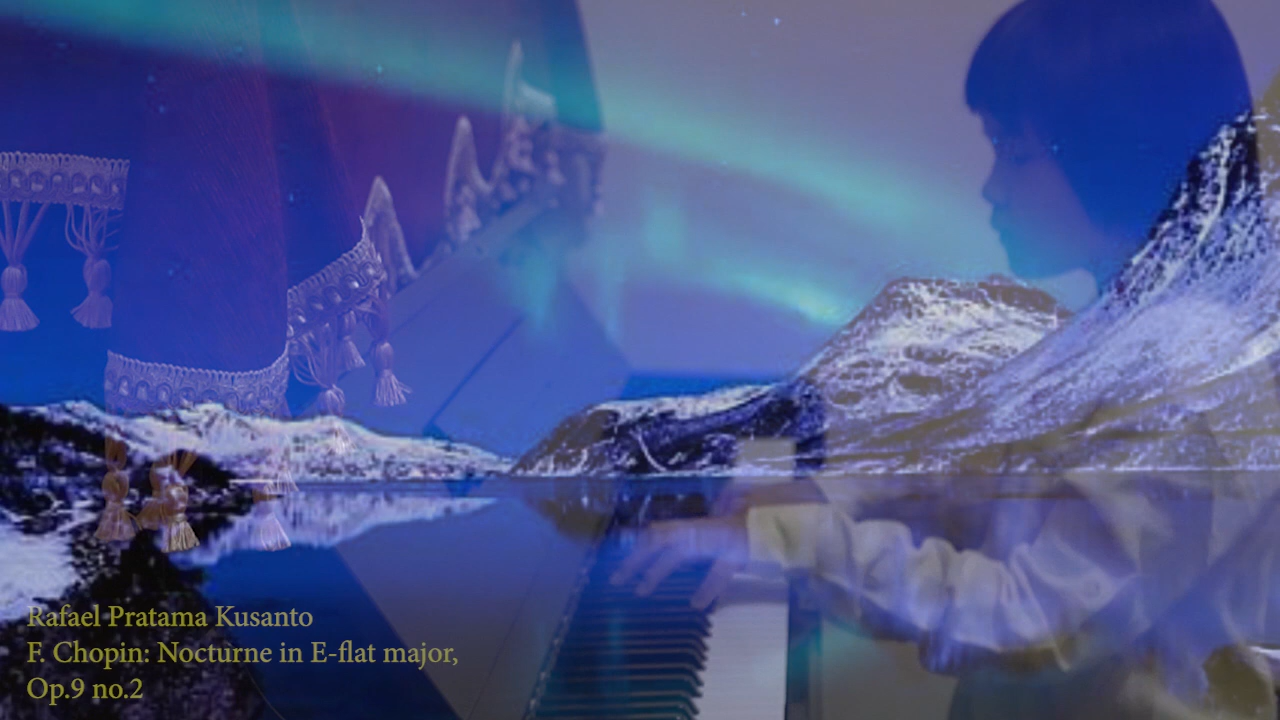 Rafael Pratama Kusanto
F. Chopin: Nocturne in E-flat major,
Op.9 no.2